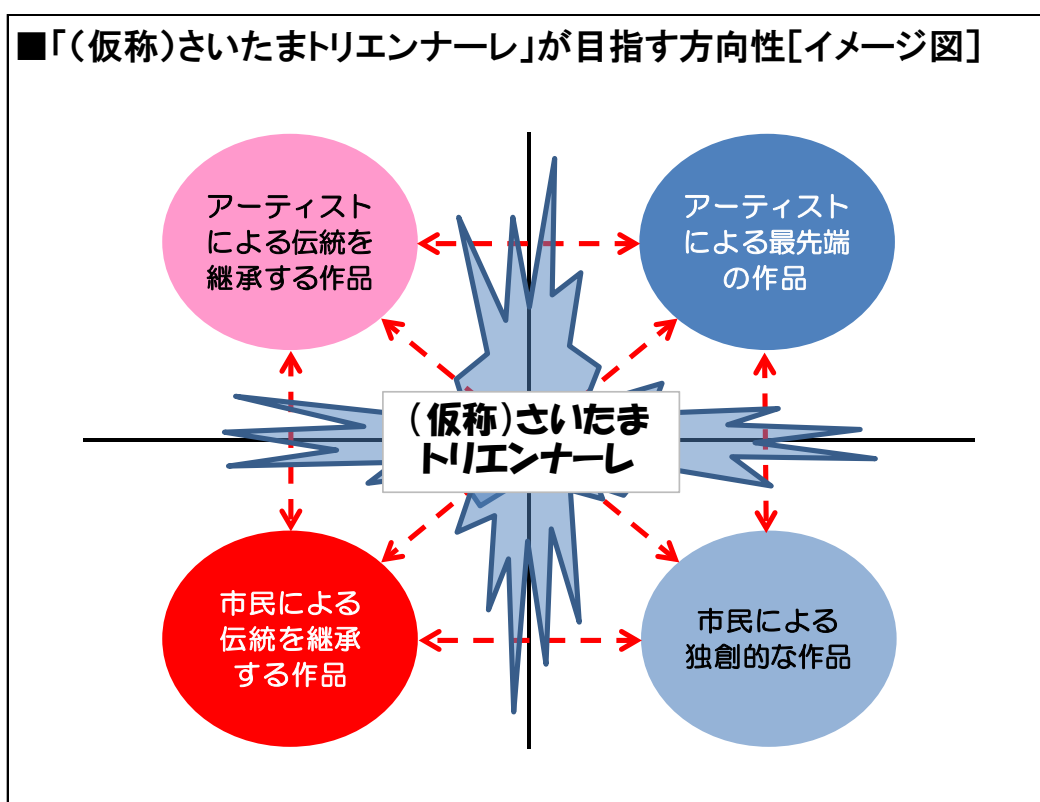 ■「（仮称）さいたまトリエンナーレ」が目指す方向性［イメージ図］
アーティスト
による伝統を
継承する作品
アーティスト
による最先端
の作品
（仮称）さいたま
トリエンナーレ
市民による
伝統を継承
する作品
市民による
独創的な作品